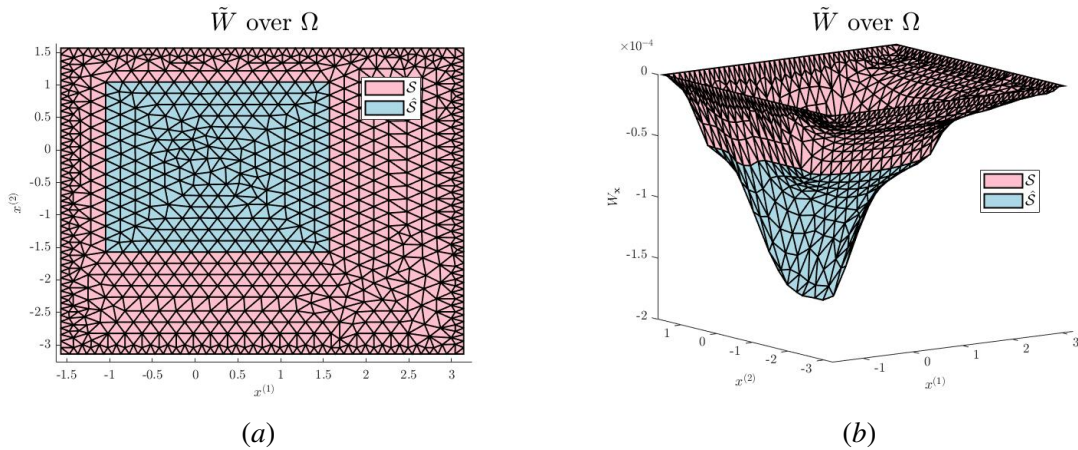 W̃ over Ω
1.5
1
0.5
0
-0.5
-1
-1.5
-2
-2.5
-3
x⁽²⁾
-1.5 -1 -0.5 0 0.5 1 1.5 2 2.5 3
x⁽¹⁾
𝒮
𝒮̂
(a)
W̃ over Ω
×10⁻⁴
0
-0.5
-1
-1.5
-2
Wₓ
1 0 -1 -2 -3
x⁽²⁾
-1 0 1 2 3
x⁽¹⁾
𝒮
𝒮̂
(b)